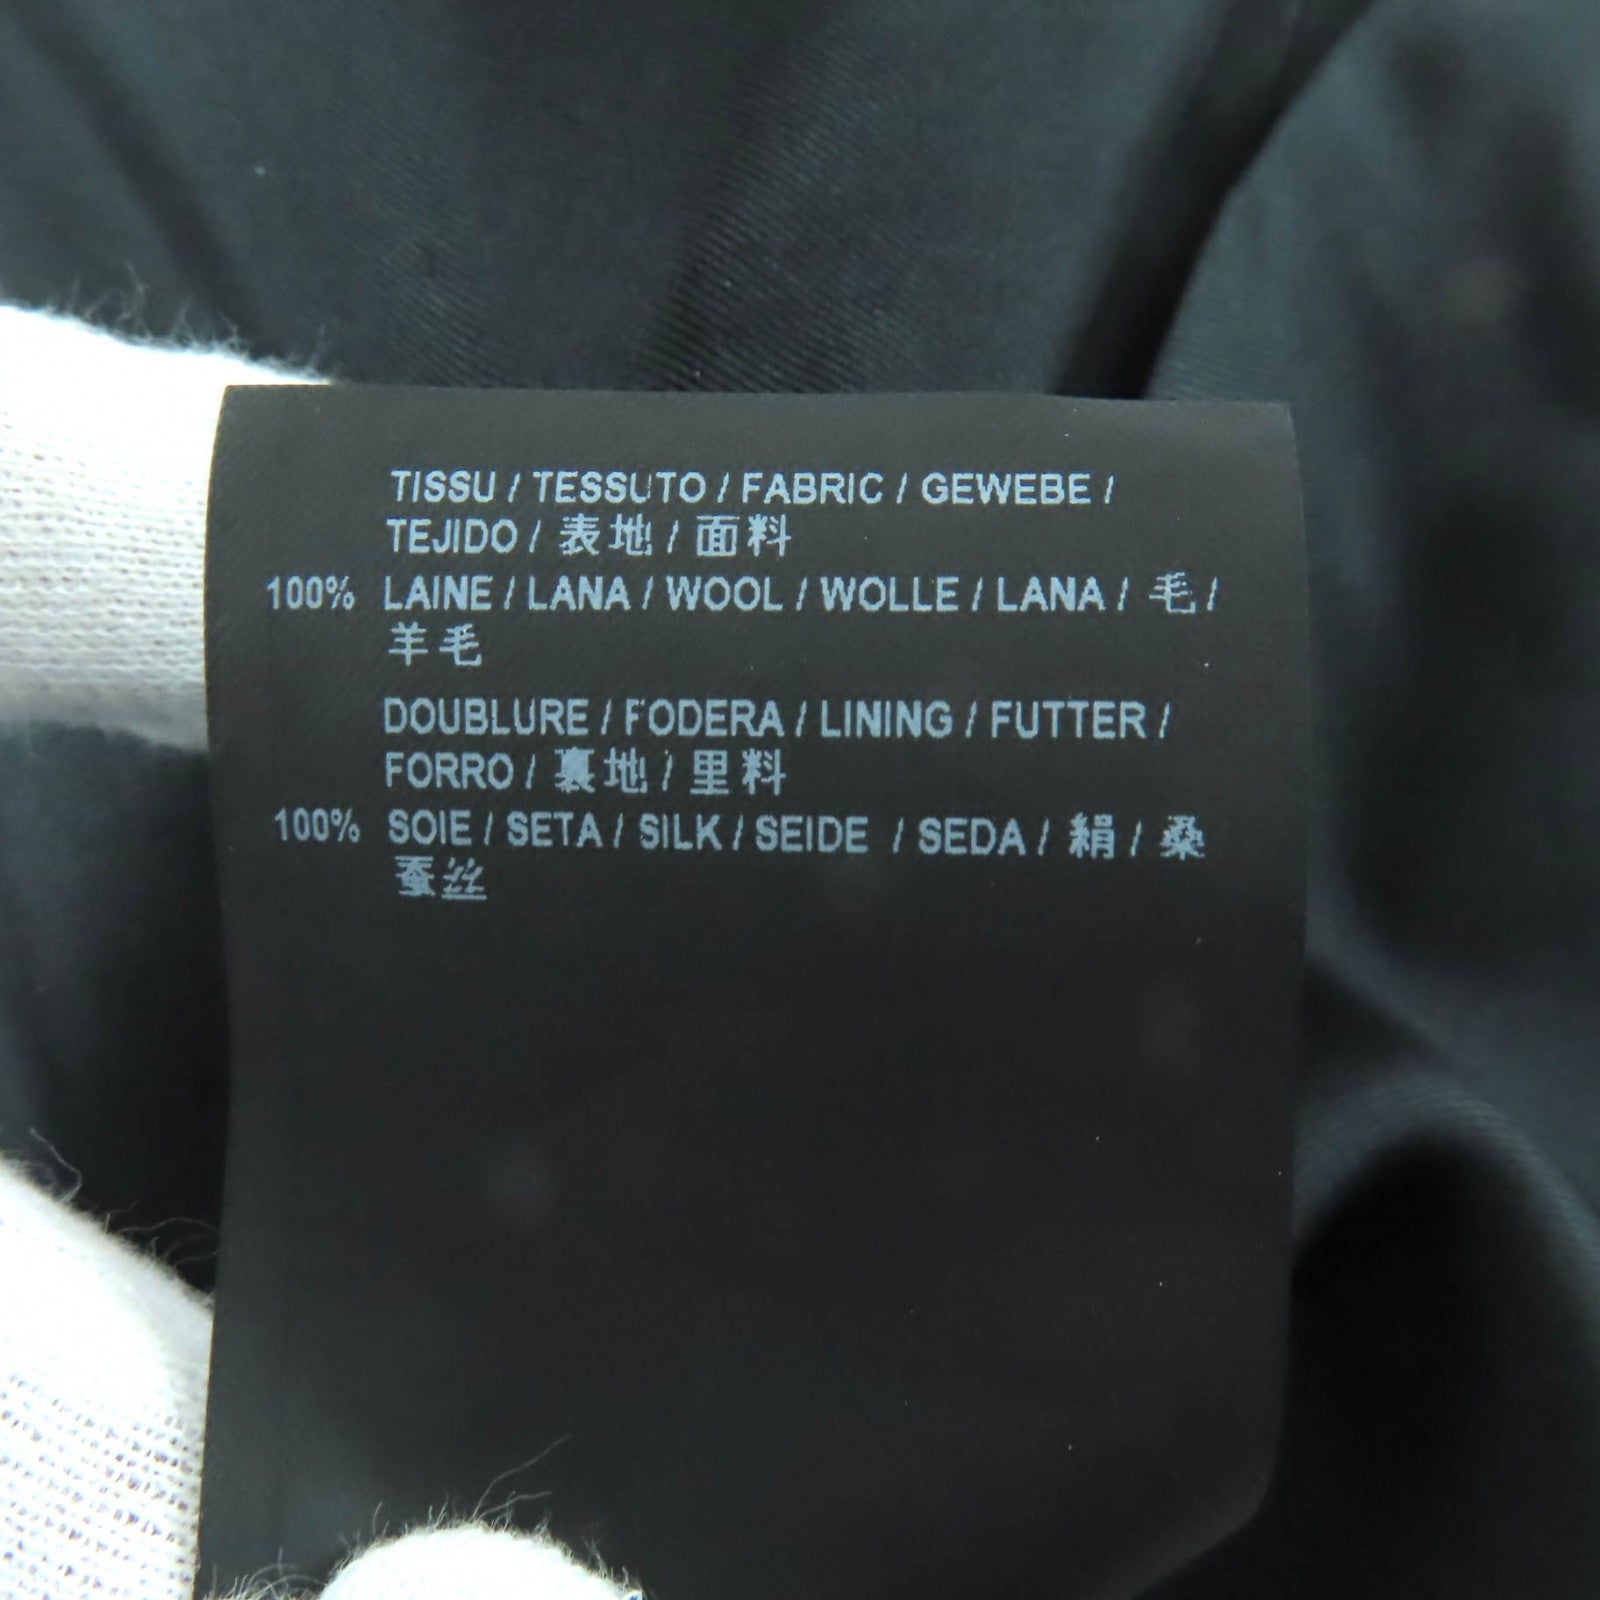 TISSU / TESSUTO / FABRIC / GEWEBE /
TEJIDO / 表地 / 面料
100% LAINE / LANA / WOOL / WOLLE / LANA / 毛 /
羊毛
DOUBLURE / FODERA / LINING / FUTTER /
FORRO / 裏地 / 里料
100% SOIE / SETA / SILK / SEIDE / SEDA / 絹 / 桑
蚕丝